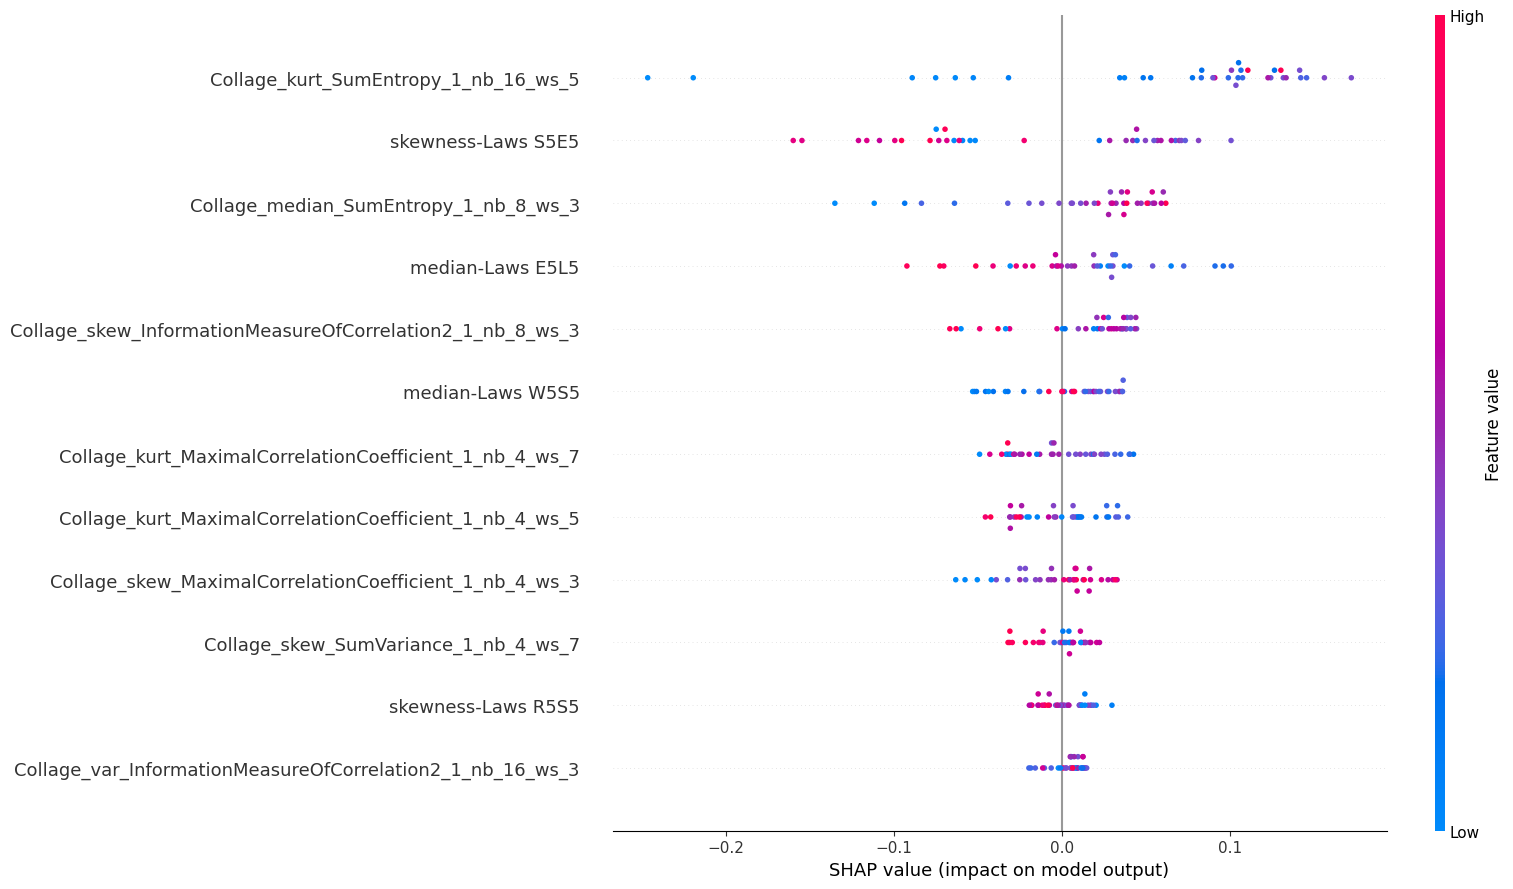 High
Collage_kurt_SumEntropy_1_nb_16_ws_5
skewness-Laws S5E5
Collage_median_SumEntropy_1_nb_8_ws_3
median-Laws E5L5
Collage_skew_InformationMeasureOfCorrelation2_1_nb_8_ws_3
median-Laws W5S5
Collage_kurt_MaximalCorrelationCoefficient_1_nb_4_ws_7
Collage_kurt_MaximalCorrelationCoefficient_1_nb_4_ws_5
Collage_skew_MaximalCorrelationCoefficient_1_nb_4_ws_3
Collage_skew_SumVariance_1_nb_4_ws_7
skewness-Laws R5S5
Collage_var_InformationMeasureOfCorrelation2_1_nb_16_ws_3
Feature value
Low
−0.2 −0.1 0.0 0.1
SHAP value (impact on model output)